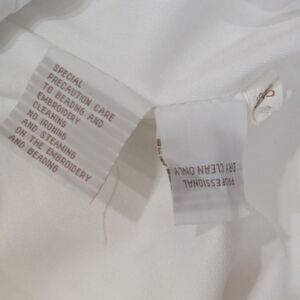 SPECIAL
PRECAUTION CARE
TO BEADING AND
EMBROIDERY
CLEANING
NO IRONING
AND STEAMING
ON THE EMBROIDERY
AND BEADING
PROFESSIONAL
DRY CLEAN ONLY